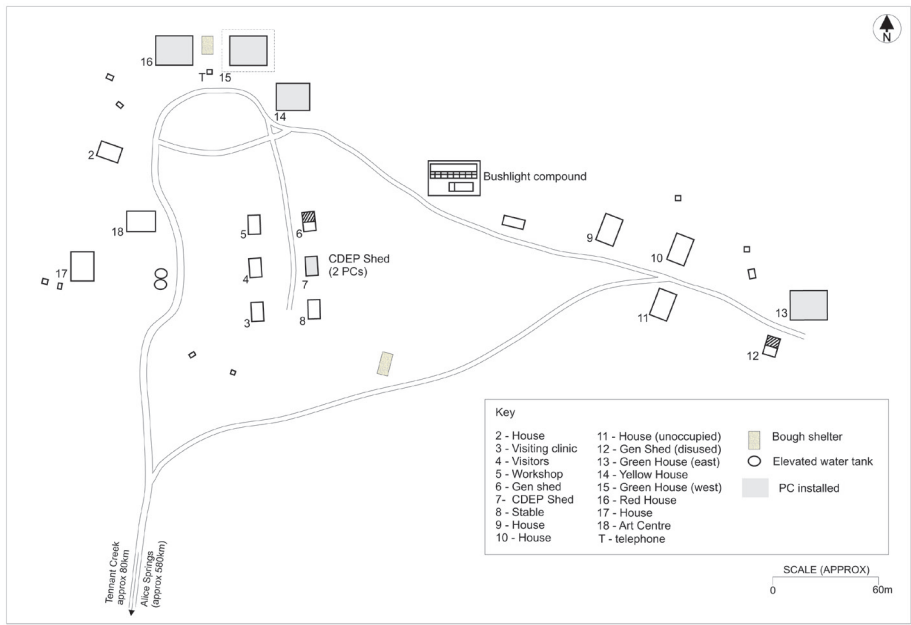 N
16
T
15
14
2
Bushlight compound
18
5
6
9
10
CDEP Shed
(2 PCs)
17
4
7
13
3
8
11
12
Key
2 - House
3 - Visiting clinic
4 - Visitors
5 - Workshop
6 - Gen shed
7- CDEP Shed
8 - Stable
9 - House
10 - House
11 - House (unoccupied)
12 - Gen Shed (disused)
13 - Green House (east)
14 - Yellow House
15 - Green House (west)
16 - Red House
17 - House
18 - Art Centre
T - telephone
Bough shelter
Elevated water tank
PC installed
Tennant Creek
approx 80km
Alice Springs
(approx 580km)
SCALE (APPROX)
0
60m